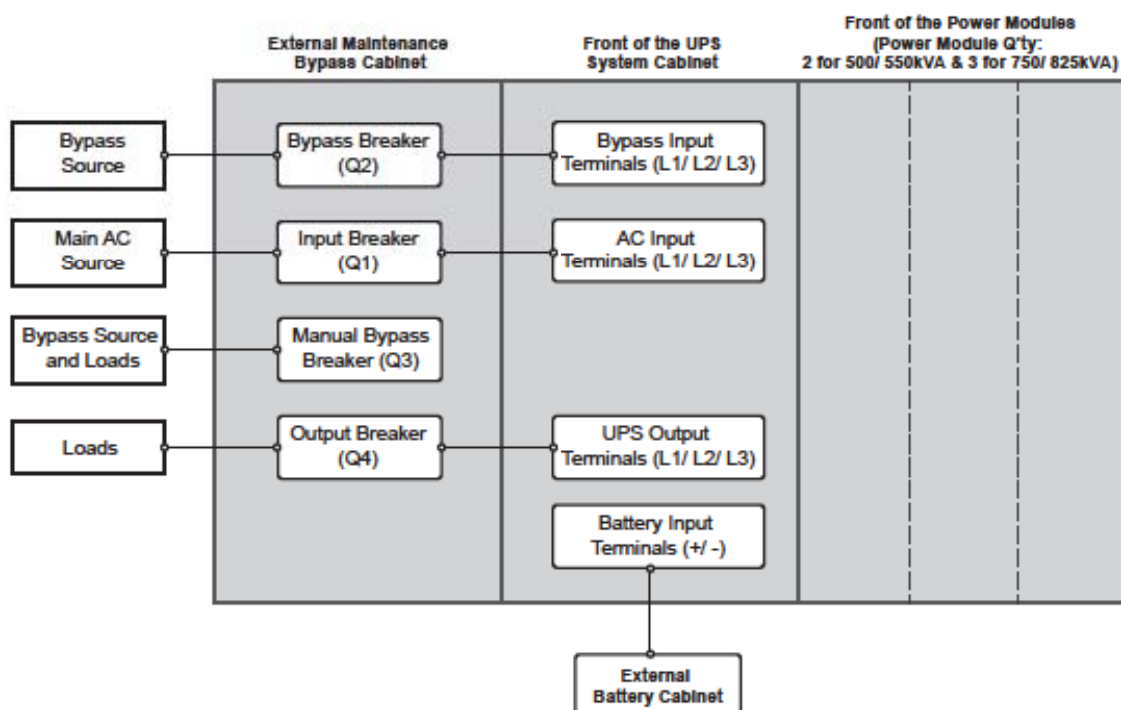 External Maintenance
Bypass Cabinet
Front of the UPS
System Cabinet
Front of the Power Modules
(Power Module Q'ty:
2 for 500/ 550kVA & 3 for 750/ 825kVA)
Bypass
Source
Bypass Breaker
(Q2)
Bypass Input
Terminals (L1/ L2/ L3)
Main AC
Source
Input Breaker
(Q1)
AC Input
Terminals (L1/ L2/ L3)
Bypass Source
and Loads
Manual Bypass
Breaker (Q3)
Loads
Output Breaker
(Q4)
UPS Output
Terminals (L1/ L2/ L3)
Battery Input
Terminals (+/ -)
External
Battery Cabinet